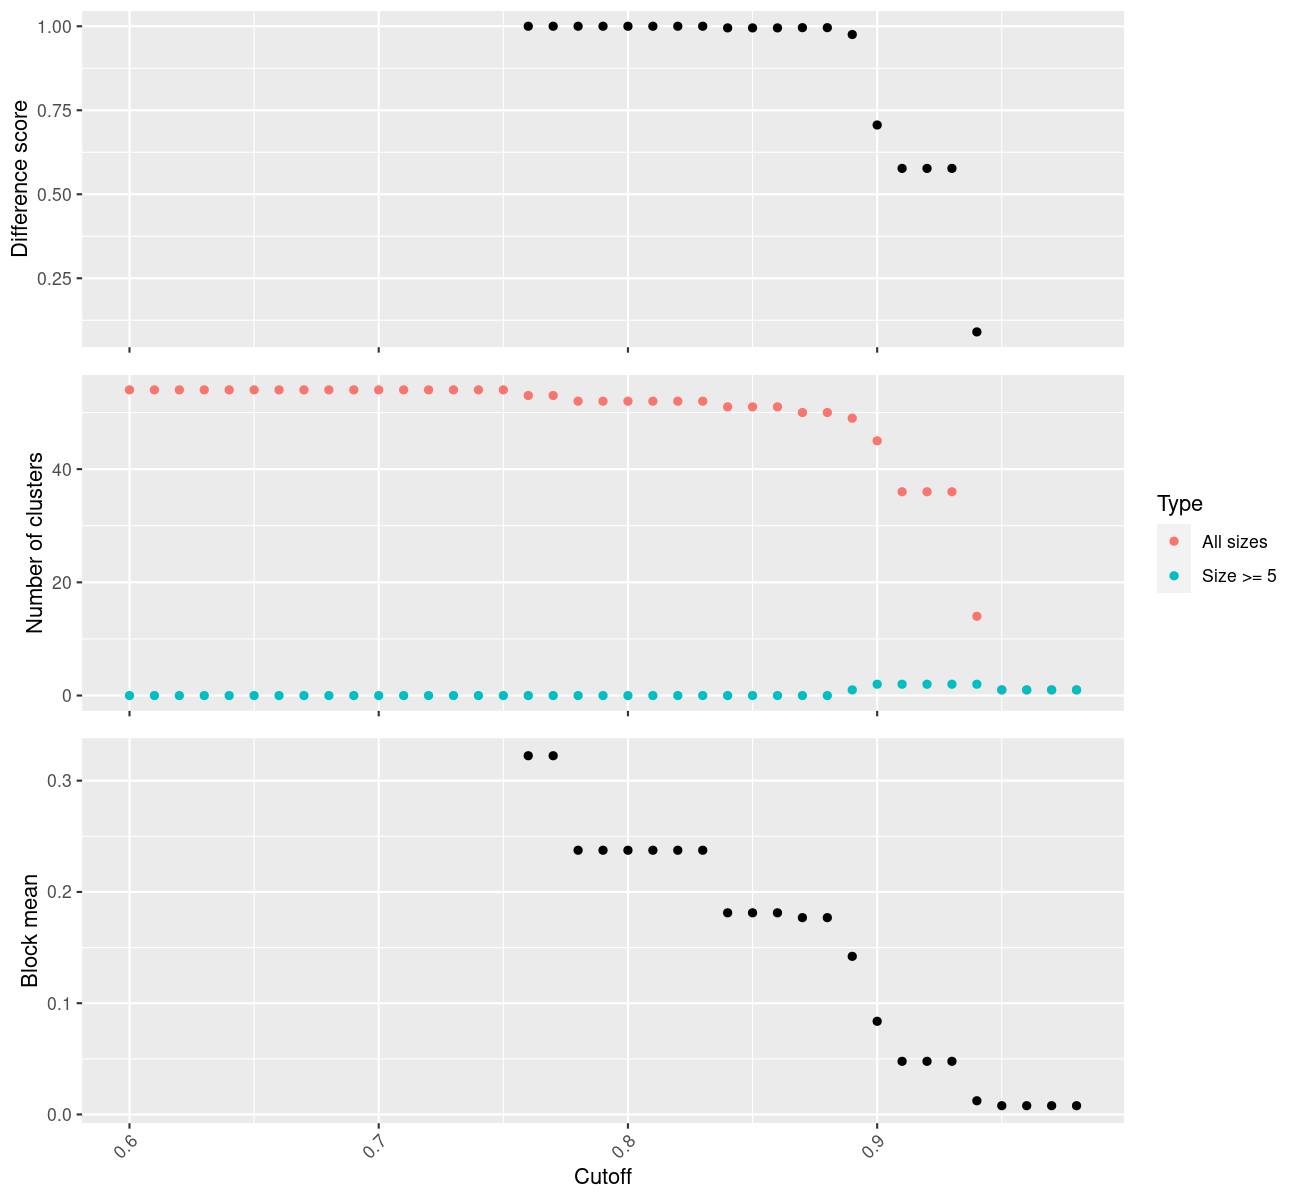 1.00
0.75
0.50
0.25
Difference score
40
20
0
Number of clusters
Type
All sizes
Size >= 5
0.3
0.2
0.1
0.0
Block mean
0.6
0.7
0.8
0.9
Cutoff